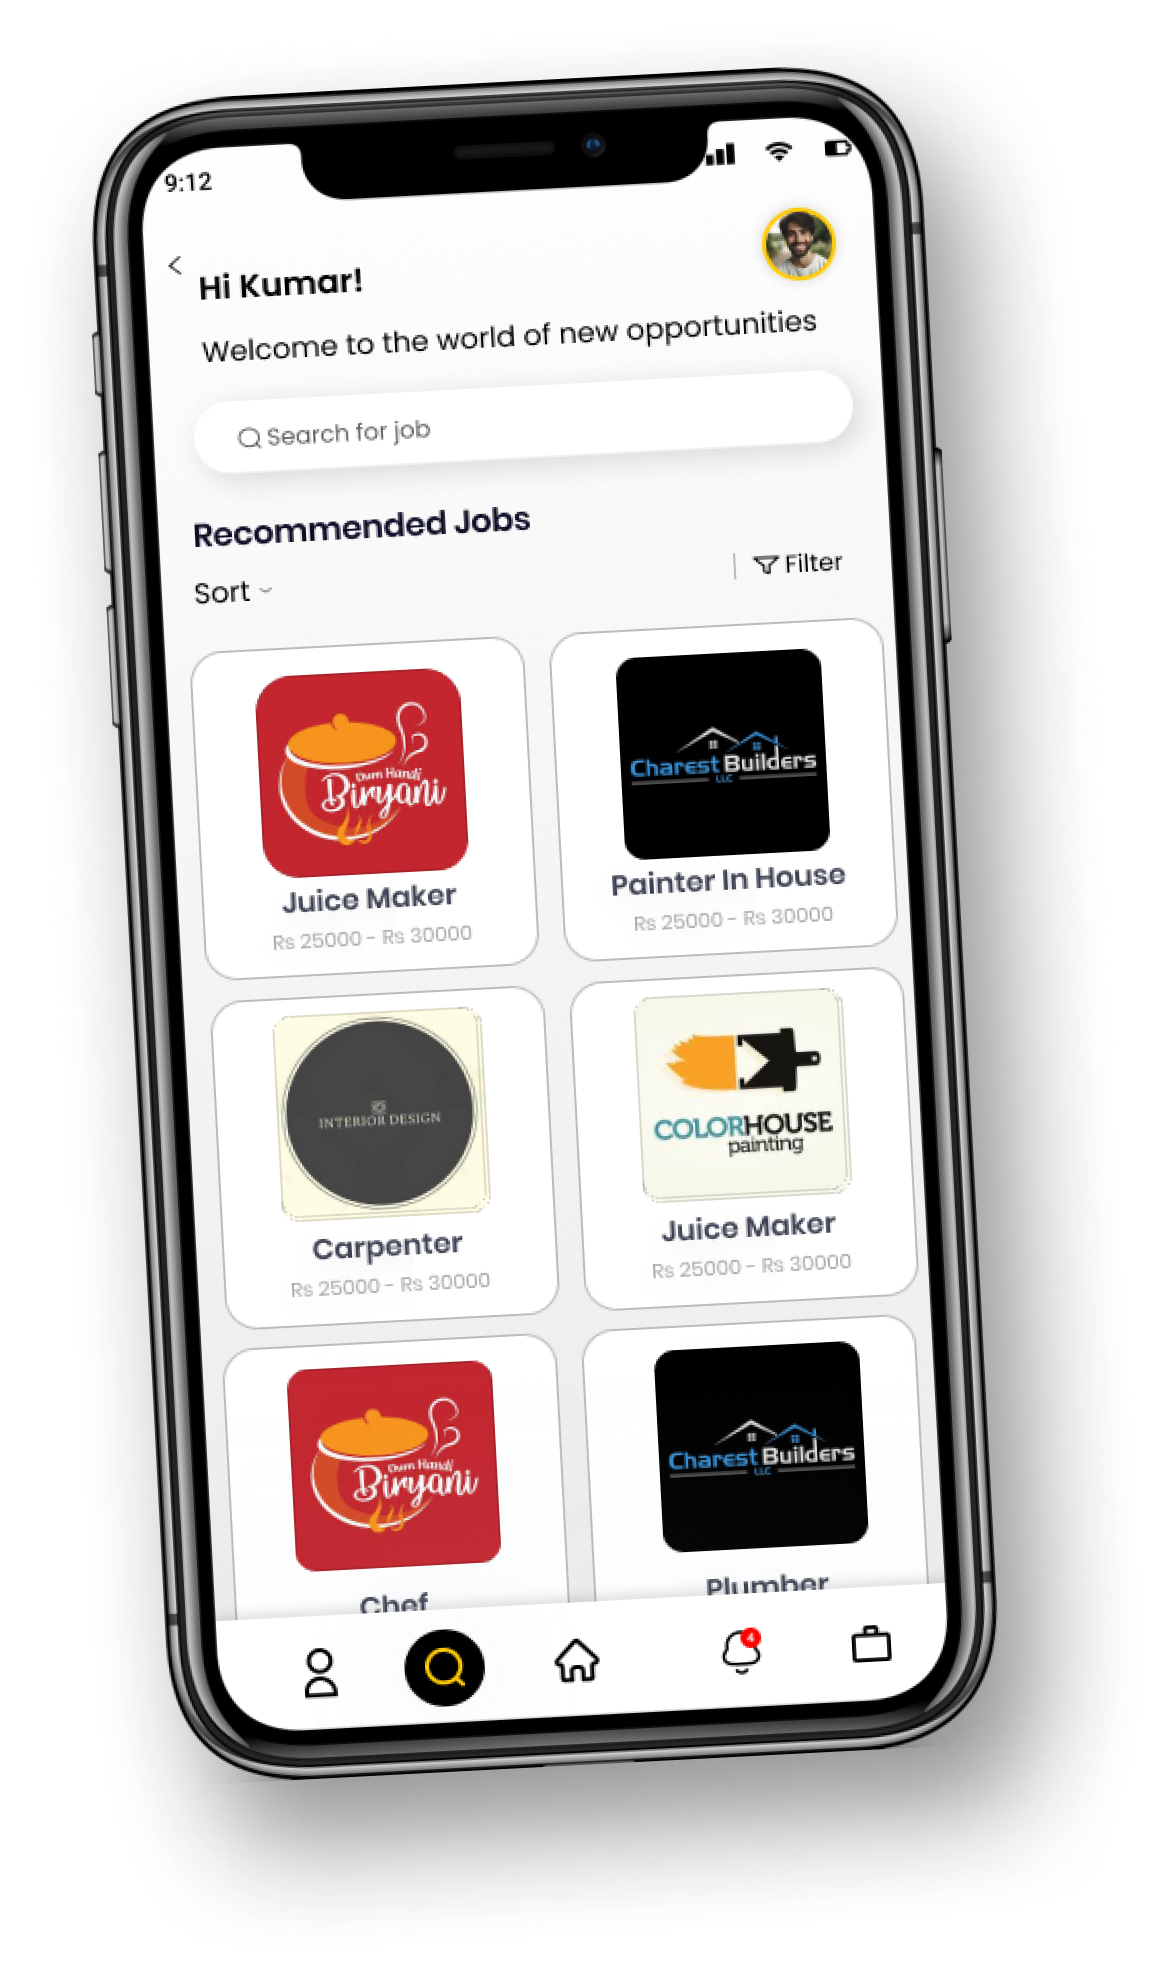 9:12
Hi Kumar!
Welcome to the world of new opportunities
Search for job
Recommended Jobs
Sort
Filter
Dum Handi
Biryani
Juice Maker
Rs 25000 - Rs 30000
Charest Builders
LLC
Painter In House
Rs 25000 - Rs 30000
INTERIOR DESIGN
Carpenter
Rs 25000 - Rs 30000
COLORHOUSE
painting
Juice Maker
Rs 25000 - Rs 30000
Dum Handi
Biryani
Chef
Charest Builders
LLC
Plumber
4